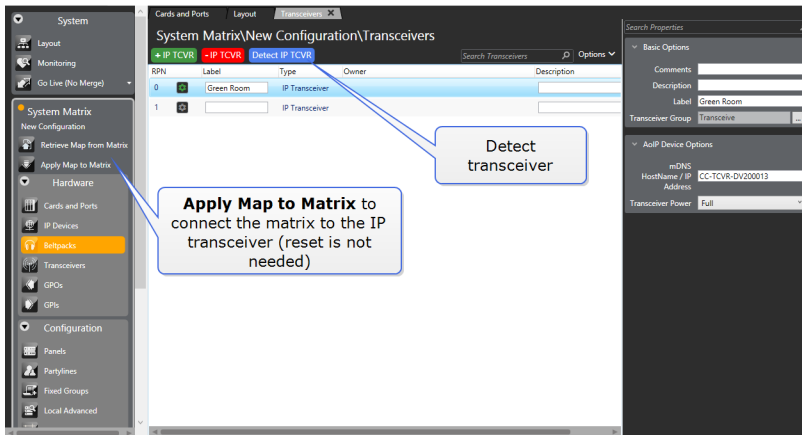 System
Layout
Monitoring
Go Live (No Merge)
System Matrix
New Configuration
Retrieve Map from Matrix
Apply Map to Matrix
Hardware
Cards and Ports
IP Devices
Beltpacks
Transceivers
GPOs
GPIs
Configuration
Panels
Partylines
Fixed Groups
Local Advanced
Cards and Ports Layout Transceivers X
System Matrix\New Configuration\Transceivers
+ IP TCVR - IP TCVR Detect IP TCVR Search Transceivers Options
RPN Label Type Owner Description
0 Green Room IP Transceiver
1 IP Transceiver
Detect
transceiver
Apply Map to Matrix to
connect the matrix to the IP
transceiver (reset is not
needed)
Search Properties
Basic Options
Comments
Description
Label Green Room
Transceiver Group Transceive ...
AoIP Device Options
mDNS
HostName / IP CC-TCVR-DV200013
Address
Transceiver Power Full